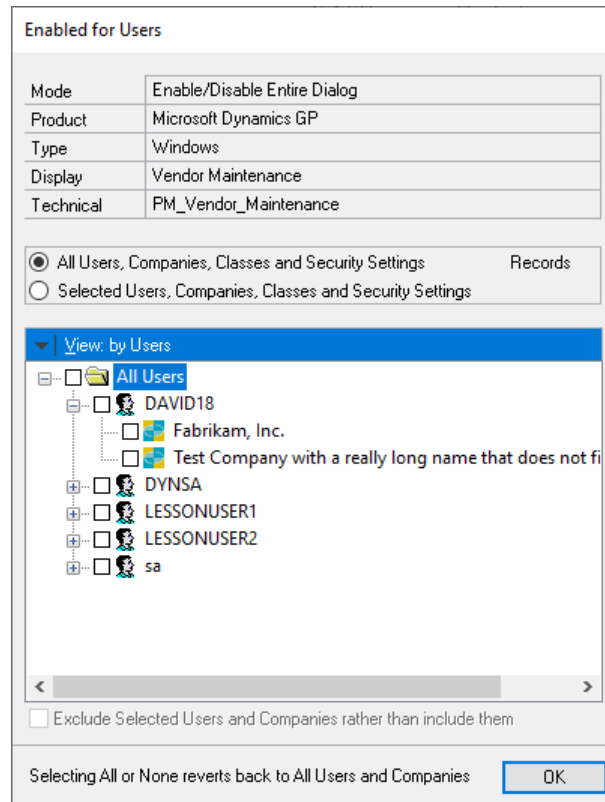 Enabled for Users
Mode Enable/Disable Entire Dialog
Product Microsoft Dynamics GP
Type Windows
Display Vendor Maintenance
Technical PM_Vendor_Maintenance
All Users, Companies, Classes and Security Settings Records
Selected Users, Companies, Classes and Security Settings
View: by Users
All Users
DAVID18
Fabrikam, Inc.
Test Company with a really long name that does not fi
DYNSA
LESSONUSER1
LESSONUSER2
sa
Exclude Selected Users and Companies rather than include them
Selecting All or None reverts back to All Users and Companies OK